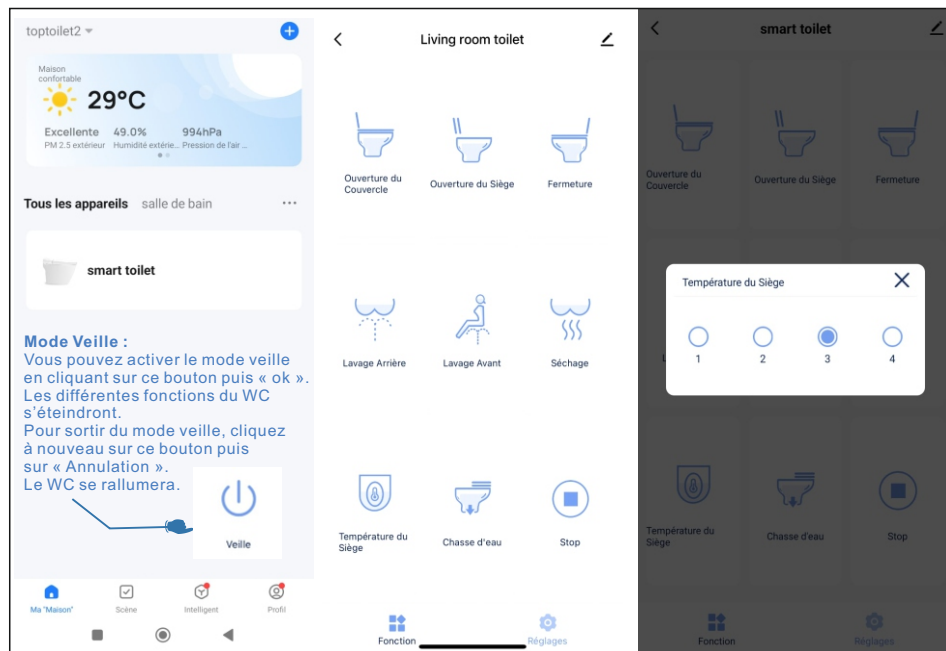 toptoilet2
Maison
confortable
29°C
Excellente 49.0% 994hPa
PM 2.5 extérieur Humidité extérie... Pression de l'air ...
Tous les appareils salle de bain
smart toilet
Mode Veille :
Vous pouvez activer le mode veille
en cliquant sur ce bouton puis « ok ».
Les différentes fonctions du WC
s'éteindront.
Pour sortir du mode veille, cliquez
à nouveau sur ce bouton puis
sur « Annulation ».
Le WC se rallumera.
Veille
Ma "Maison" Scène Intelligent Profil
Living room toilet
Ouverture du
Couvercle
Ouverture du Siège
Fermeture
Lavage Arrière
Lavage Avant
Séchage
Température du
Siège
Chasse d'eau
Stop
Fonction
Réglages
smart toilet
Ouverture du
Couvercle
Ouverture du Siège
Fermeture
Température du Siège
1 2 3 4
L
Température du
Siège
Chasse d'eau
Stop
Fonction
Réglages